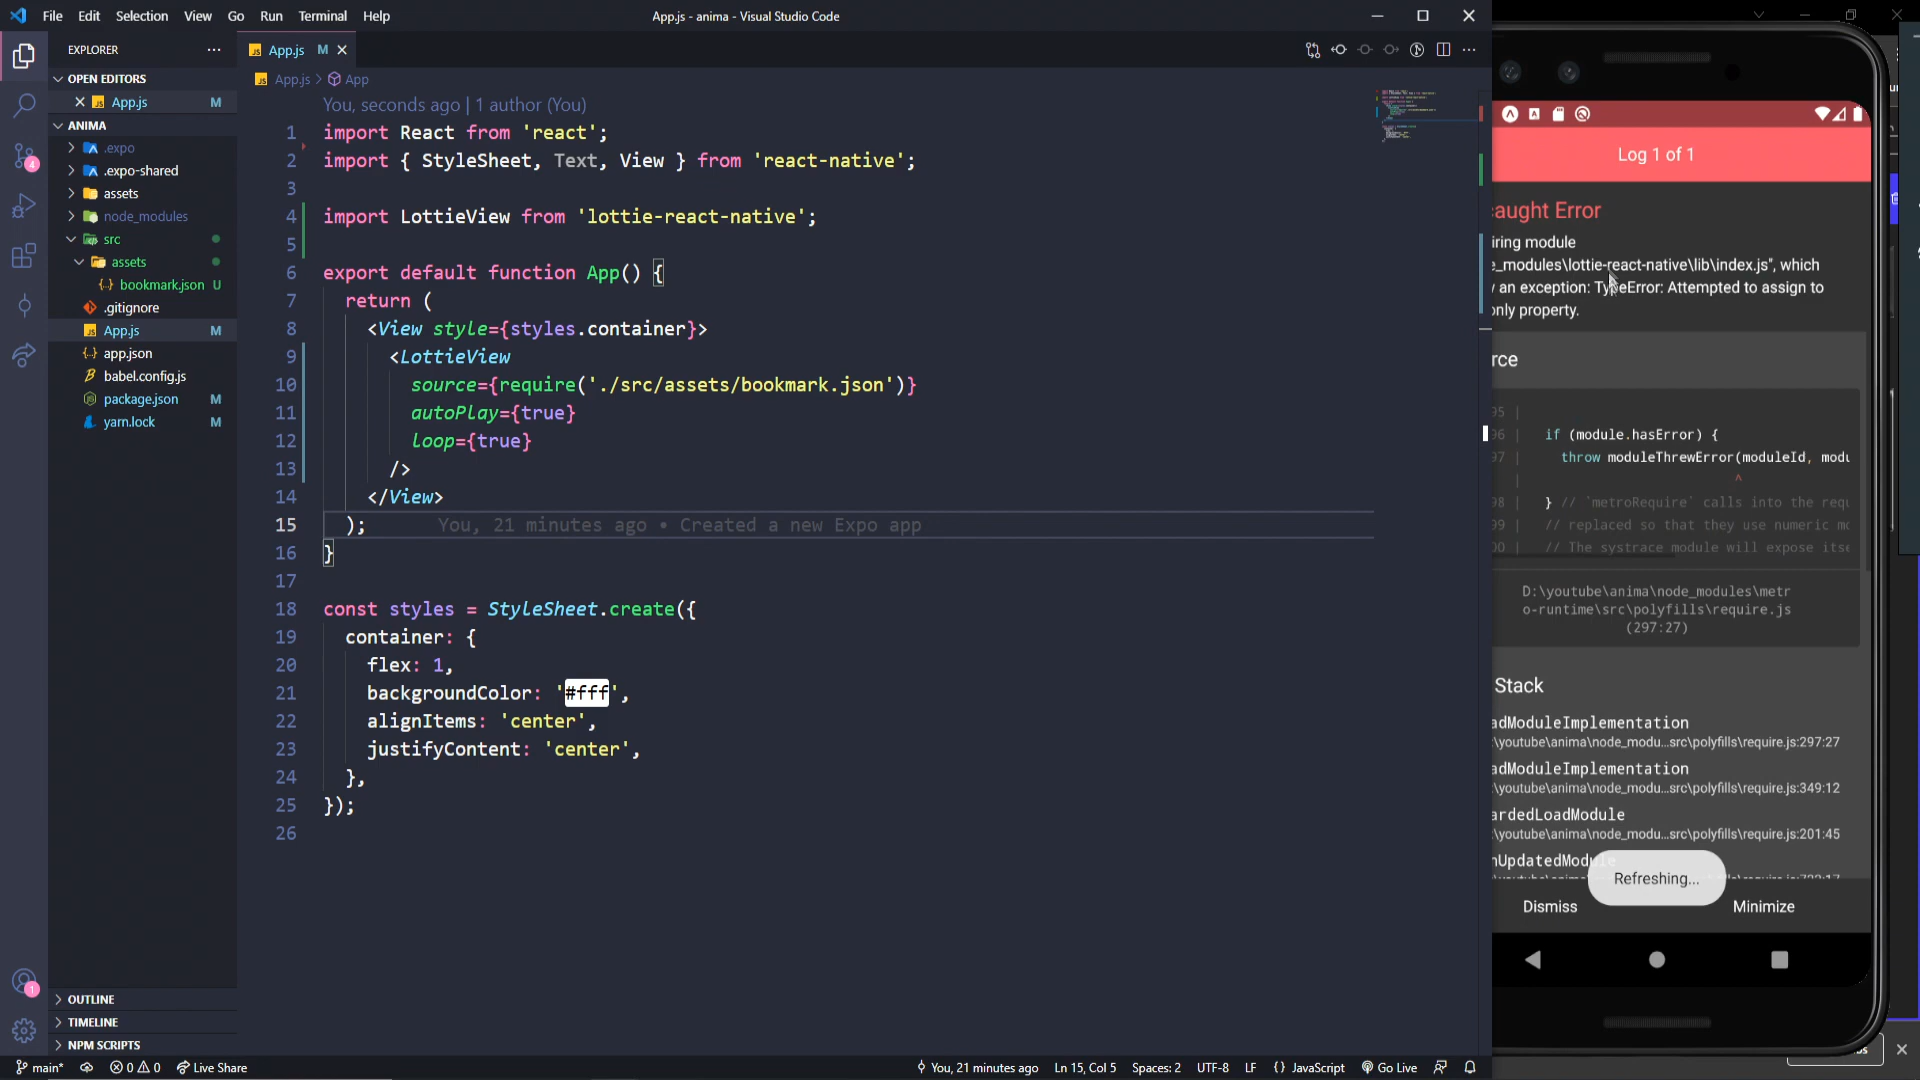 File Edit Selection View Go Run Terminal Help
App.js - anima - Visual Studio Code
EXPLORER
App.js M
OPEN EDITORS
App.js M
ANIMA
.expo
.expo-shared
assets
node_modules
src
assets
bookmark.json U
.gitignore
App.js M
app.json
babel.config.js
package.json M
yarn.lock M
OUTLINE
TIMELINE
NPM SCRIPTS
App.js > App
You, seconds ago | 1 author (You)
1 import React from 'react';
2 import { StyleSheet, Text, View } from 'react-native';
3
4 import LottieView from 'lottie-react-native';
5
6 export default function App() {
7 return (
8 <View style={styles.container}>
9 <LottieView
10 source={require('./src/assets/bookmark.json')}
11 autoPlay={true}
12 loop={true}
13 />
14 </View>
15 ); You, 21 minutes ago • Created a new Expo app
16 }
17
18 const styles = StyleSheet.create({
19 container: {
20 flex: 1,
21 backgroundColor: '#fff',
22 alignItems: 'center',
23 justifyContent: 'center',
24 },
25 });
26
Log 1 of 1
caught Error
iring module
e_modules\lottie-react-native\lib\index.js", which
w an exception: TypeError: Attempted to assign to
only property.
rce
95 |
96 | if (module.hasError) {
97 | throw moduleThrewError(moduleId, modu
| ^
98 | } // `metroRequire` calls into the requ
99 | // replaced so that they use numeric mo
00 | // The systrace module will expose itse
D:\youtube\anima\node_modules\metr
o-runtime\src\polyfills\require.js
(297:27)
Stack
adModuleImplementation
:\youtube\anima\node_modu...src\polyfills\require.js:297:27
adModuleImplementation
:\youtube\anima\node_modu...src\polyfills\require.js:349:12
ardedLoadModule
:\youtube\anima\node_modu...src\polyfills\require.js:201:45
nUpdatedModule
Refreshing...
Dismiss Minimize
main* 0 0 Live Share
You, 21 minutes ago Ln 15, Col 5 Spaces: 2 UTF-8 LF {} JavaScript Go Live